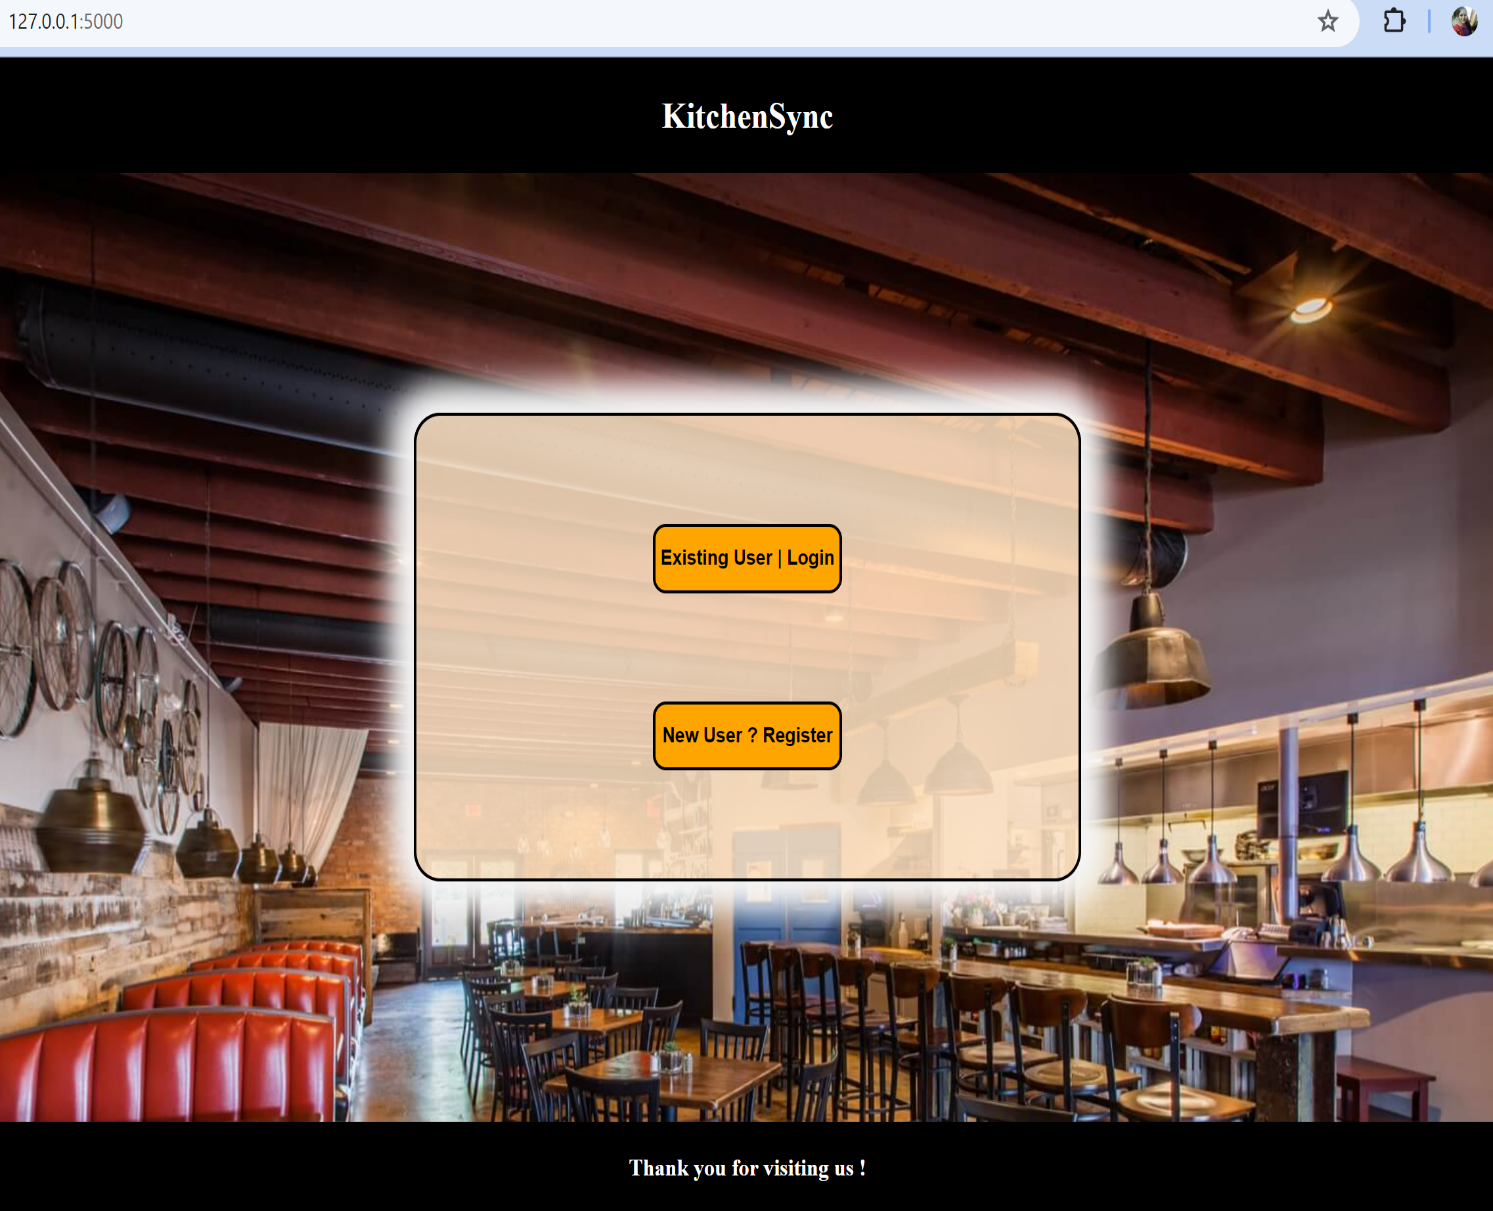 127.0.0.1:5000
KitchenSync
Existing User | Login
New User ? Register
Thank you for visiting us !